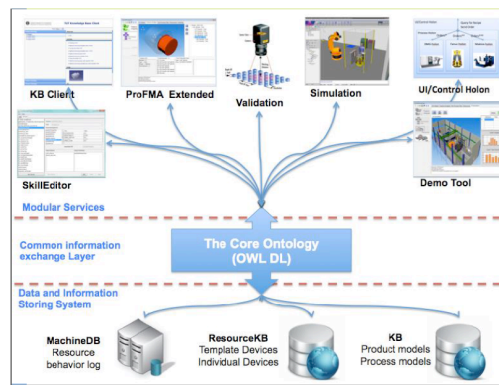 KB Client
ProFMA Extended
Validation
Simulation
UI/Control Holon
SkillEditor
Demo Tool
Modular Services
Common information
exchange Layer
The Core Ontology
(OWL DL)
Data and Information
Storing System
MachineDB
Resource
behavior log
ResourceKB
Template Devices
Individual Devices
KB
Product models
Process models